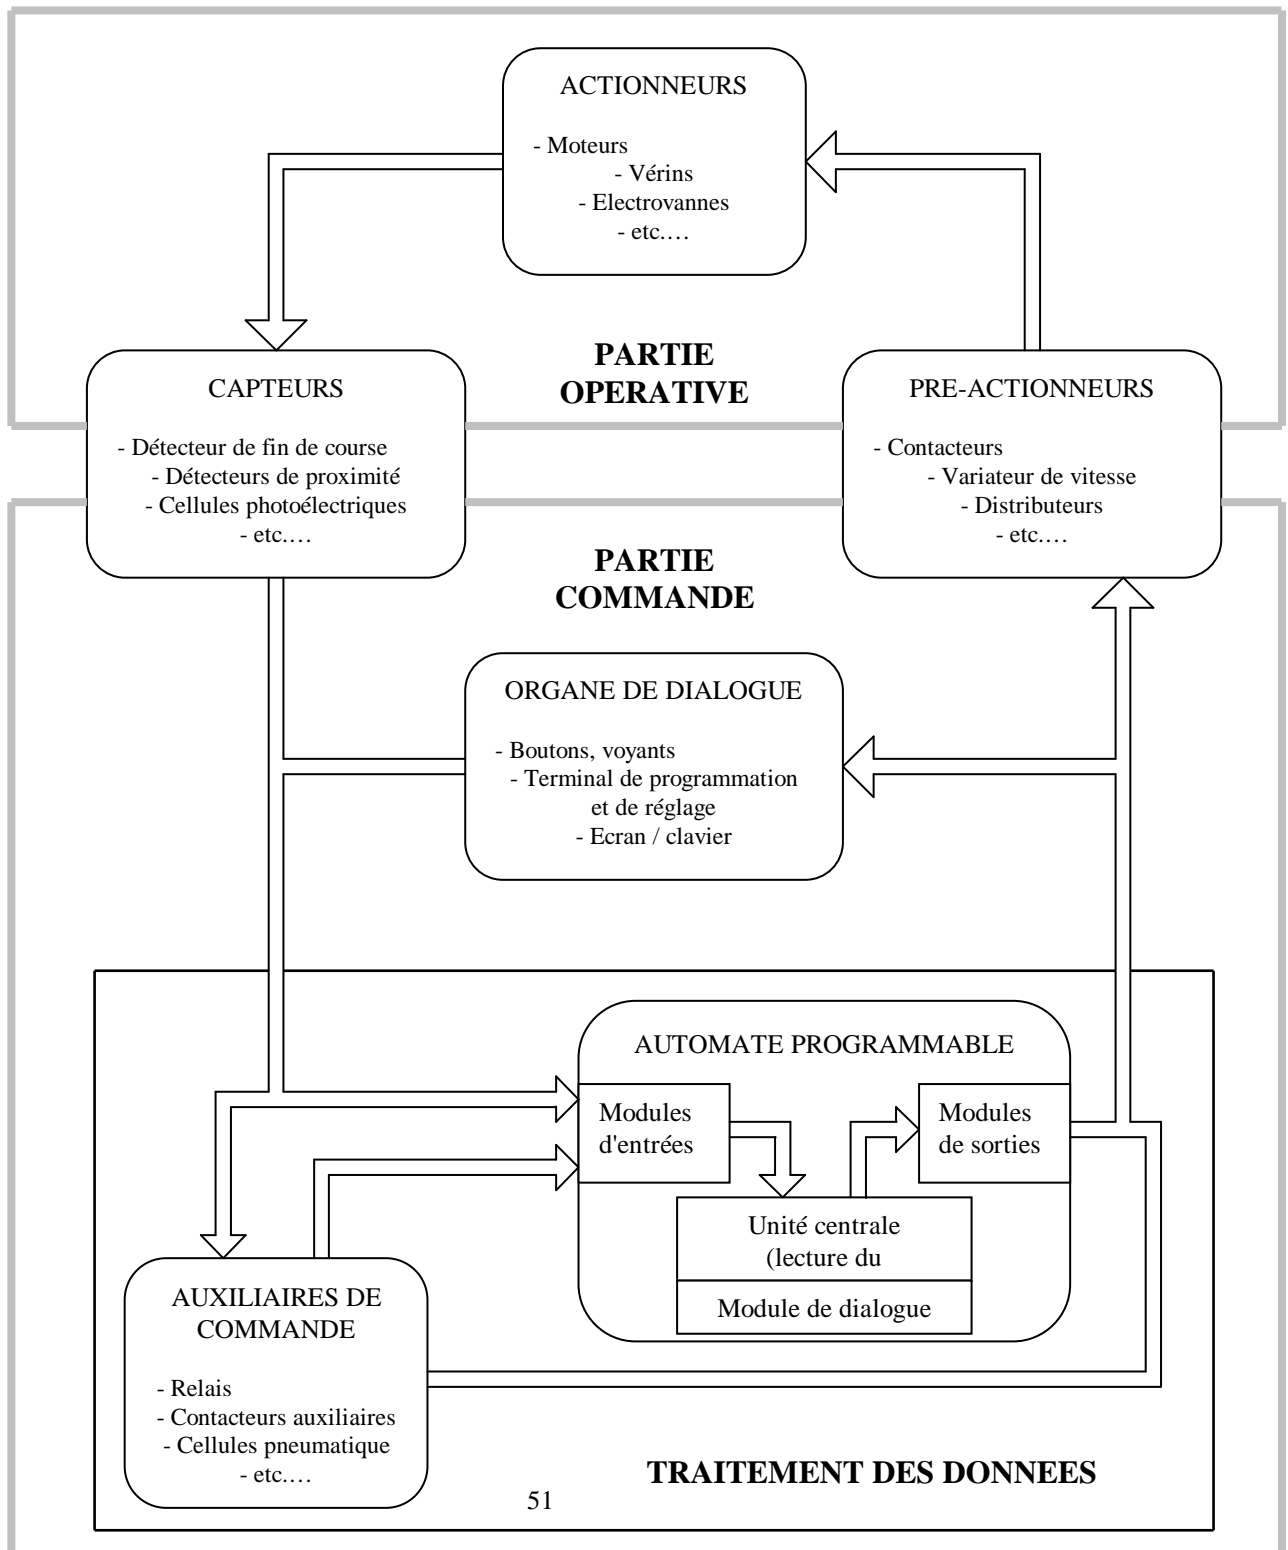 ACTIONNEURS
- Moteurs
- Vérins
- Electrovannes
- etc.…
PARTIE
OPERATIVE
CAPTEURS
- Détecteur de fin de course
- Détecteurs de proximité
- Cellules photoélectriques
- etc.…
PRE-ACTIONNEURS
- Contacteurs
- Variateur de vitesse
- Distributeurs
- etc.…
PARTIE
COMMANDE
ORGANE DE DIALOGUE
- Boutons, voyants
- Terminal de programmation
et de réglage
- Ecran / clavier
AUTOMATE PROGRAMMABLE
Modules
d'entrées
Modules
de sorties
Unité centrale
(lecture du
Module de dialogue
AUXILIAIRES DE
COMMANDE
- Relais
- Contacteurs auxiliaires
- Cellules pneumatique
- etc.…
TRAITEMENT DES DONNEES
51